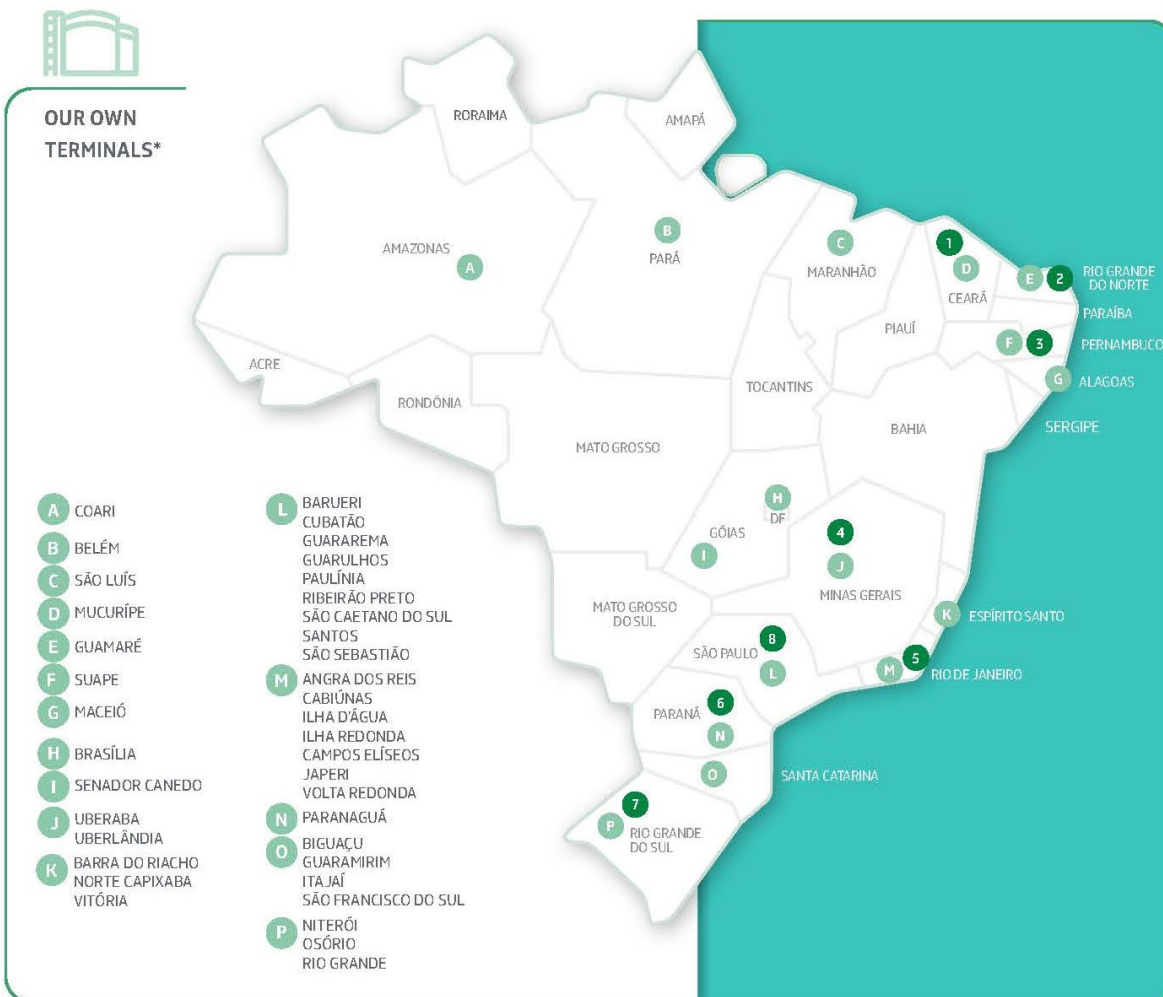 OUR OWN
TERMINALS*
RORAIMA
AMAPÁ
AMAZONAS
A
B
PARÁ
C
MARANHÃO
1
D
CEARÁ
E
2
RIO GRANDE
DO NORTE
PARAÍBA
PIAUÍ
F
3
PERNAMBUCO
G
ALAGOAS
SERGIPE
ACRE
RONDÔNIA
TOCANTINS
BAHIA
MATO GROSSO
H
DF
GÓIAS
I
4
J
MINAS GERAIS
MATO GROSSO
DO SUL
K
ESPÍRITO SANTO
8
SÃO PAULO
L
5
M
RIO DE JANEIRO
6
PARANÁ
N
O
SANTA CATARINA
7
P
RIO GRANDE
DO SUL
A COARI
B BELÉM
C SÃO LUÍS
D MUCURÍPE
E GUAMARÉ
F SUAPE
G MACEIÓ
H BRASÍLIA
I SENADOR CANEDO
J UBERABA
UBERLÂNDIA
K BARRA DO RIACHO
NORTE CAPIXABA
VITÓRIA
L BARUERI
CUBATÃO
GUARAREMA
GUARULHOS
PAULÍNIA
RIBEIRÃO PRETO
SÃO CAETANO DO SUL
SANTOS
SÃO SEBASTIÃO
M ANGRA DOS REIS
CABIÚNAS
ILHA D'ÁGUA
ILHA REDONDA
CAMPOS ELÍSEOS
JAPERI
VOLTA REDONDA
N PARANAGUÁ
O BIGUAÇU
GUARAMIRIM
ITAJAÍ
SÃO FRANCISCO DO SUL
P NITERÓI
OSÓRIO
RIO GRANDE